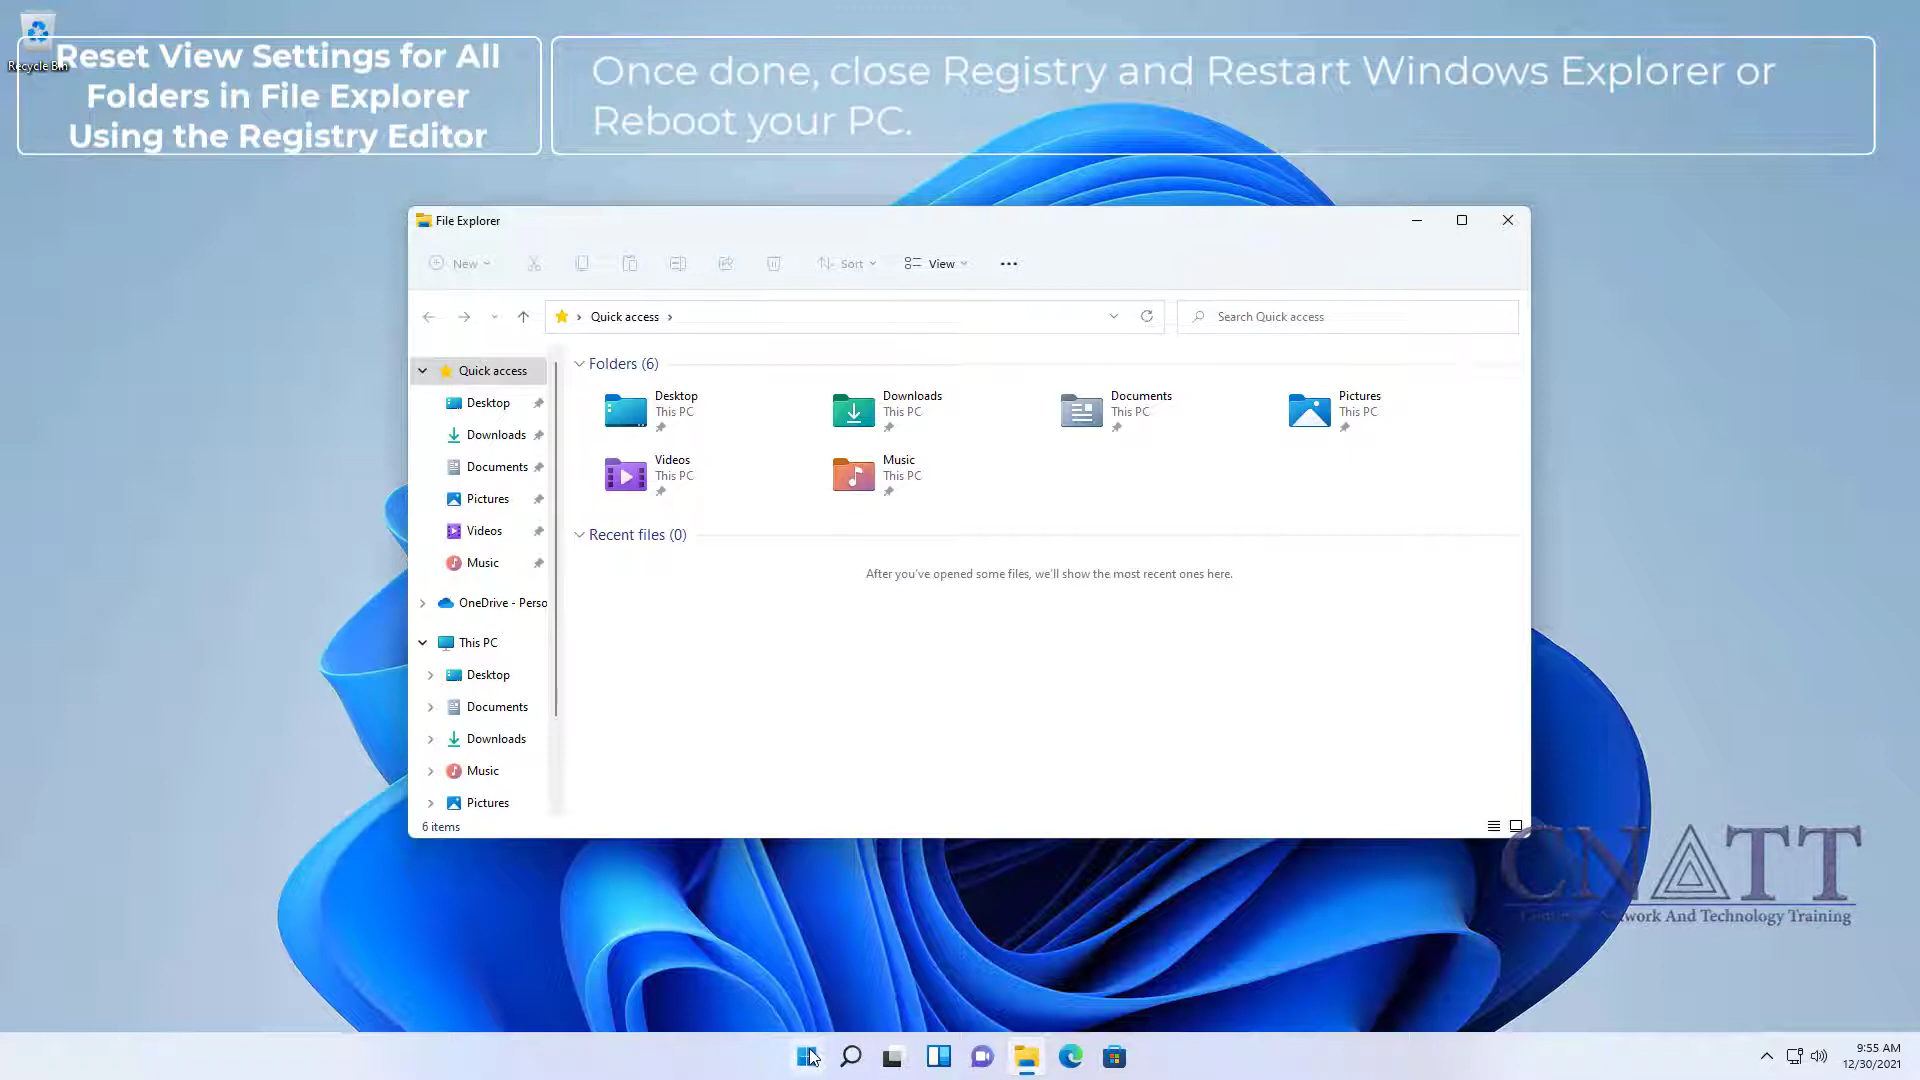 Recycle Bin
Reset View Settings for All
Folders in File Explorer
Using the Registry Editor
Once done, close Registry and Restart Windows Explorer or
Reboot your PC.
File Explorer
New
Sort
View
Quick access
Search Quick access
Quick access
Desktop
Downloads
Documents
Pictures
Videos
Music
OneDrive - Perso
This PC
Desktop
Documents
Downloads
Music
Pictures
Folders (6)
Desktop
This PC
Downloads
This PC
Documents
This PC
Pictures
This PC
Videos
This PC
Music
This PC
Recent files (0)
After you've opened some files, we'll show the most recent ones here.
6 items
CNATT
Network And Technology Training
9:55 AM
12/30/2021